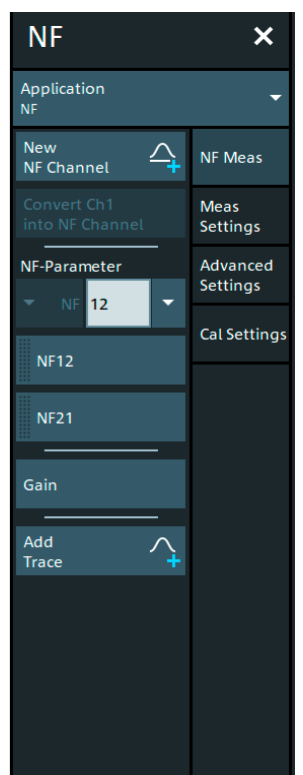 NF
Application
NF
New
NF Channel
Convert Ch1
into NF Channel
NF-Parameter
NF 12
NF12
NF21
Gain
Add
Trace
NF Meas
Meas
Settings
Advanced
Settings
Cal Settings